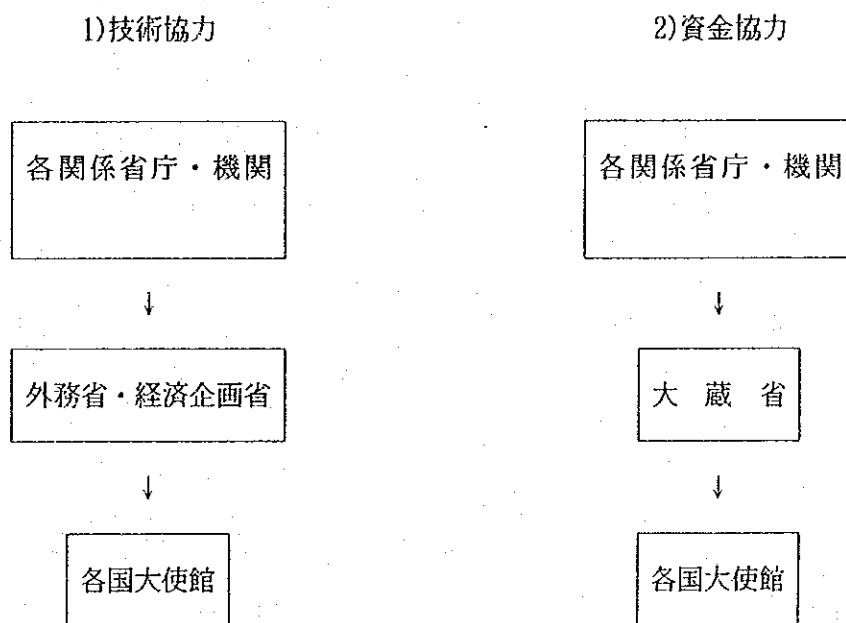 1)技術協力
2)資金協力
各関係省庁・機関
各関係省庁・機関
↓
↓
外務省・経済企画省
大蔵省
↓
↓
各国大使館
各国大使館